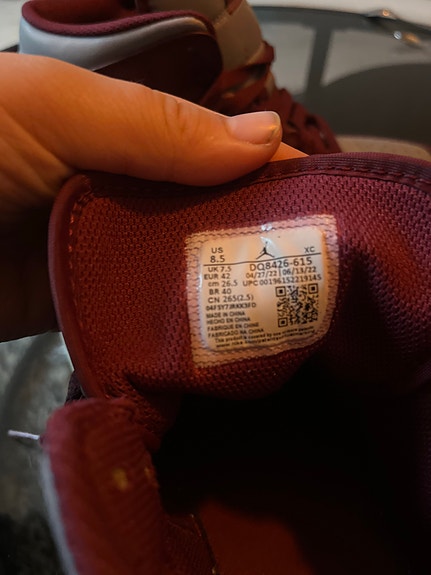 US XC
8.5
UK 7.5 DQ8426-615
EUR 42 04/27/22 06/13/22
cm 26.5 UPC:00196152219145
BR 40
CN 265(2.5)
MADE IN CHINA
HECHO EN CHINA
FABRIQUE EN CHINE
FABRICADO NA CHINA